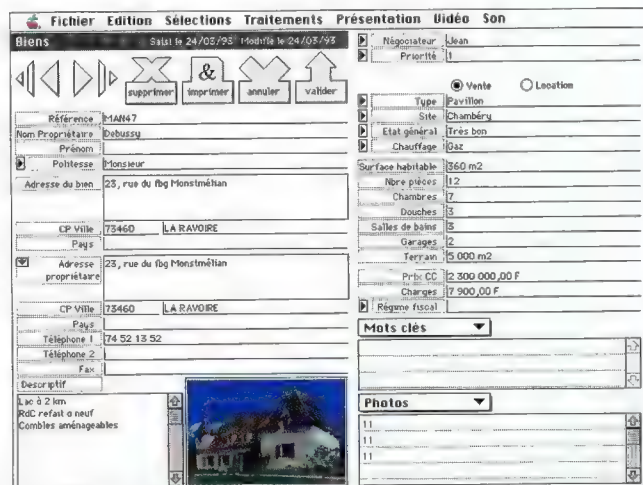 Fichier Edition Sélections Traitements Présentation Vidéo Son
Biens Saisi le 24/03/93 Modifié le 24/03/93
supprimer & imprimer annuler valider
Référence MAN47
Nom Propriétaire Debussy
Prénom
Politesse Monsieur
Adresse du bien 23, rue du fbg Monstmélian
CP Ville 73460 LA RAVOIRE
Pays
Adresse propriétaire 23, rue du fbg Monstmélian
CP Ville 73460 LA RAVOIRE
Pays
Téléphone 1 74 52 13 52
Téléphone 2
Fax
Descriptif
Lac à 2 km
RdC refait a neuf
Combles aménageables
Négociateur Jean
Priorité 1
Vente Location
Type Pavillon
Site Chambéry
Etat général Très bon
Chauffage Gaz
Surface habitable 360 m2
Nbre pièces 12
Chambres 7
Douches 3
Salles de bains 3
Garages 2
Terrain 5 000 m2
Prix CC 2 300 000,00 F
Charges 7 900,00 F
Régime fiscal
Mots clés
Photos
11
11
11